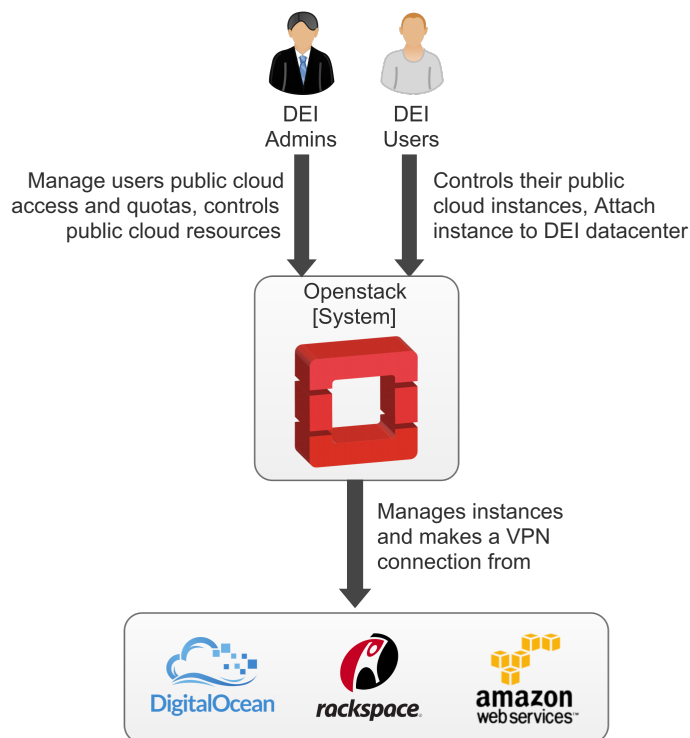 DEI
Admins
DEI
Users
Manage users public cloud
access and quotas, controls
public cloud resources
Controls their public
cloud instances, Attach
instance to DEI datacenter
Openstack
[System]
Manages instances
and makes a VPN
connection from
DigitalOcean
rackspace
amazon
web services™